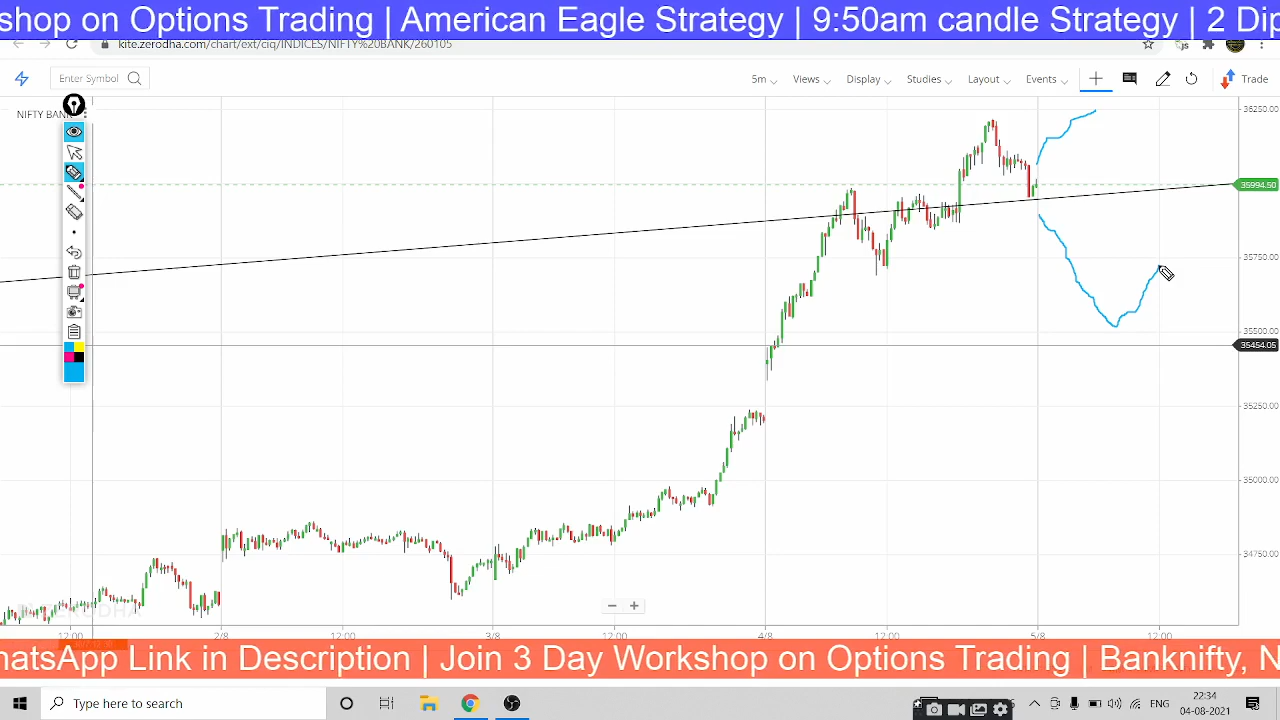 shop on Options Trading | American Eagle Strategy | 9:50am candle Strategy | 2 Dip
kite.zerodha.com/chart/ext/ciq/INDICES/NIFTY%20BANK/260105
Enter Symbol
5m Views Display Studies Layout Events Trade
NIFTY BANK
36250.00
35994.50
35750.00
35500.00
35454.05
35250.00
35000.00
34750.00
12:00 2/8 12:00 3/8 12:00 4/8 12:00 5/8 12:00
hatsApp Link in Description | Join 3 Day Workshop on Options Trading | Banknifty, N
Type here to search
ENG
22:34
04-08-2021